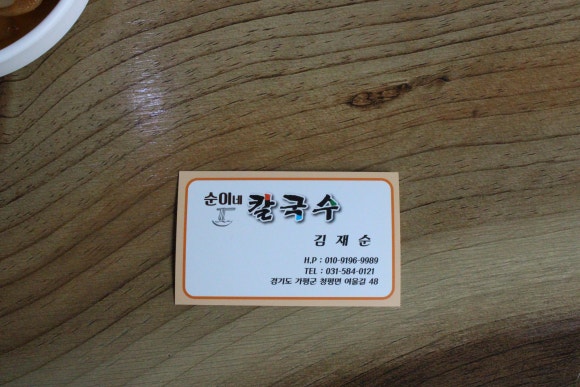 순이네 칼국수
김 재 순
H.P : 010-9196-9989
TEL : 031-584-0121
경기도 가평군 청평면 여울길 48